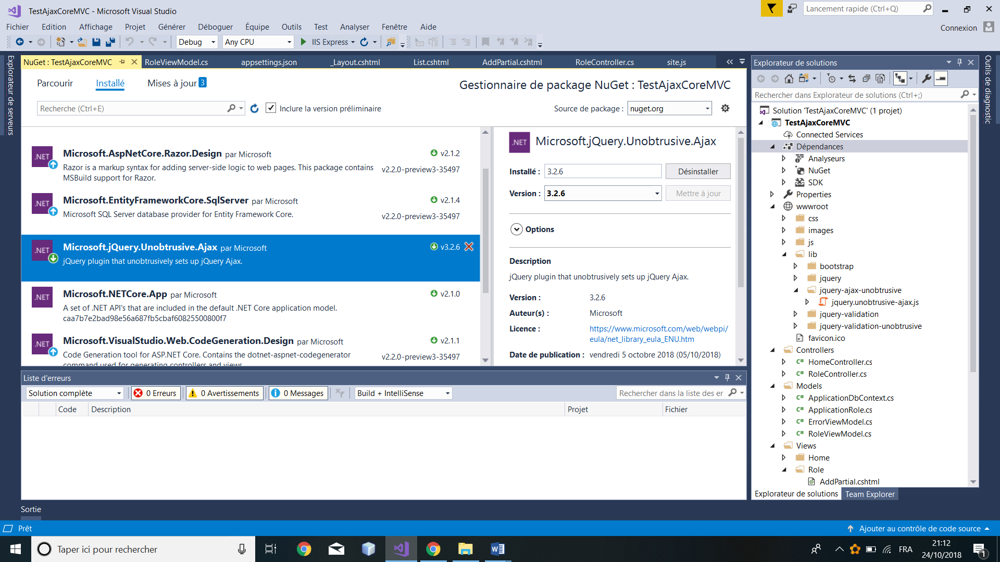 TestAjaxCoreMVC - Microsoft Visual Studio
Lancement rapide (Ctrl+Q)
Fichier Edition Affichage Projet Générer Déboguer Équipe Outils Test Analyser Fenêtre Aide
Connexion
Debug Any CPU IIS Express
Explorateur de serveurs
NuGet : TestAjaxCoreMVC RoleViewModel.cs appsettings.json _Layout.cshtml List.cshtml AddPartial.cshtml RoleController.cs site.js
Parcourir Installé Mises à jour 3
Gestionnaire de package NuGet : TestAjaxCoreMVC
Recherche (Ctrl+E)
Inclure la version préliminaire
Source de package : nuget.org
.NET
Microsoft.AspNetCore.Razor.Design par Microsoft
v2.1.2
Razor is a markup syntax for adding server-side logic to web pages. This package contains
MSBuild support for Razor.
v2.2.0-preview3-35497
.NET
Microsoft.EntityFrameworkCore.SqlServer par Microsoft
v2.1.4
Microsoft SQL Server database provider for Entity Framework Core.
v2.2.0-preview3-35497
.NET
Microsoft.jQuery.Unobtrusive.Ajax par Microsoft
v3.2.6
jQuery plugin that unobtrusively sets up jQuery Ajax.
.NET
Microsoft.NETCore.App par Microsoft
v2.1.0
A set of .NET API's that are included in the default .NET Core application model.
caa7b7e2bad98e56a687fb5cbaf60825500800f7
.NET
Microsoft.VisualStudio.Web.CodeGeneration.Design par Microsoft
v2.1.1
Code Generation tool for ASP.NET Core. Contains the dotnet-aspnet-codegenerator
command used for generating controllers and views.
v2.2.0-preview3-35497
.NET
Microsoft.jQuery.Unobtrusive.Ajax
Installé : 3.2.6 Désinstaller
Version : 3.2.6 Mettre à jour
Options
Description
jQuery plugin that unobtrusively sets up jQuery Ajax.
Version : 3.2.6
Auteur(s) : Microsoft
Licence : https://www.microsoft.com/web/webpi/
eula/net_library_eula_ENU.htm
Date de publication : vendredi 5 octobre 2018 (05/10/2018)
Liste d'erreurs
Solution complète 0 Erreurs 0 Avertissements 0 Messages Build + IntelliSense
Rechercher dans la liste des er
Code Description Projet Fichier
Explorateur de solutions
Rechercher dans Explorateur de solutions (Ctrl+;)
Solution 'TestAjaxCoreMVC' (1 projet)
TestAjaxCoreMVC
Connected Services
Dépendances
Analyseurs
NuGet
SDK
Properties
wwwroot
css
images
js
lib
bootstrap
jquery
jquery-ajax-unobtrusive
jquery.unobtrusive-ajax.js
jquery-validation
jquery-validation-unobtrusive
favicon.ico
Controllers
C# HomeController.cs
C# RoleController.cs
Models
C# ApplicationDbContext.cs
C# ApplicationRole.cs
C# ErrorViewModel.cs
C# RoleViewModel.cs
Views
Home
Role
AddPartial.cshtml
Explorateur de solutions Team Explorer
Outils de diagnostic
Sortie
Prêt
Ajouter au contrôle de code source
Taper ici pour rechercher
FRA
21:12
24/10/2018
1